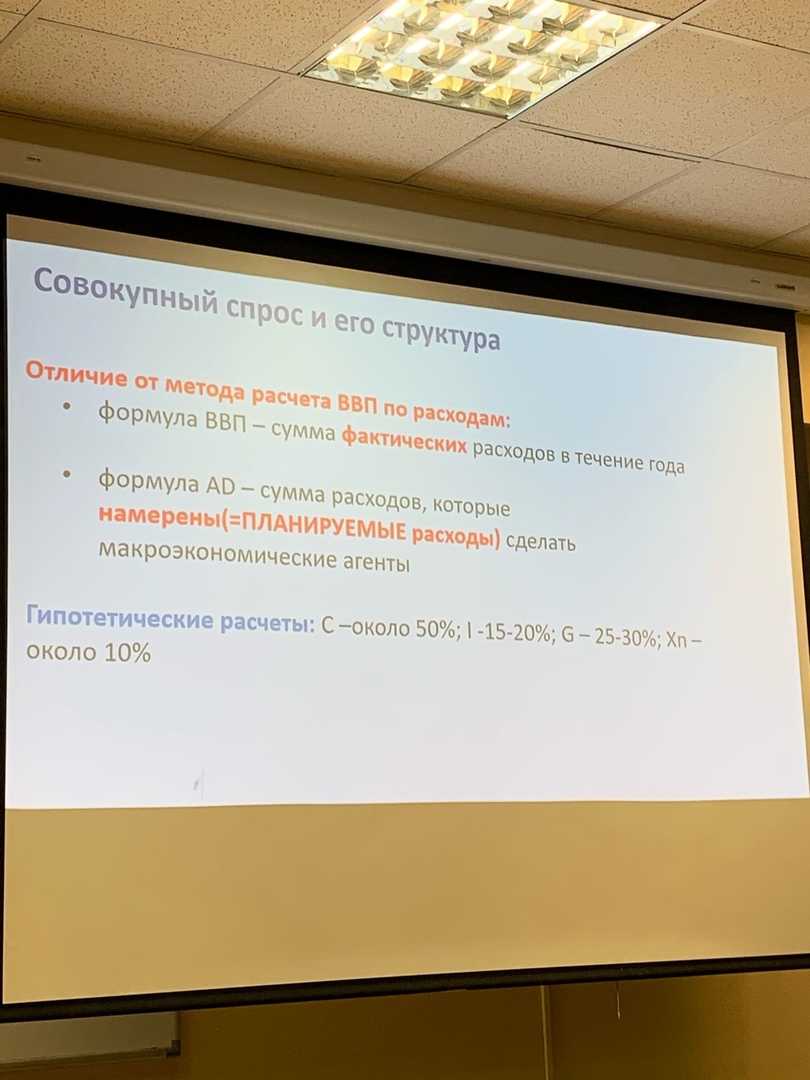 Совокупный спрос и его структура
Отличие от метода расчета ВВП по расходам:
• формула ВВП – сумма фактических расходов в течение года
• формула AD – сумма расходов, которые
намерены(=ПЛАНИРУЕМЫЕ расходы) сделать
макроэкономические агенты
Гипотетические расчеты: С –около 50%; I -15-20%; G – 25-30%; Xn –
около 10%